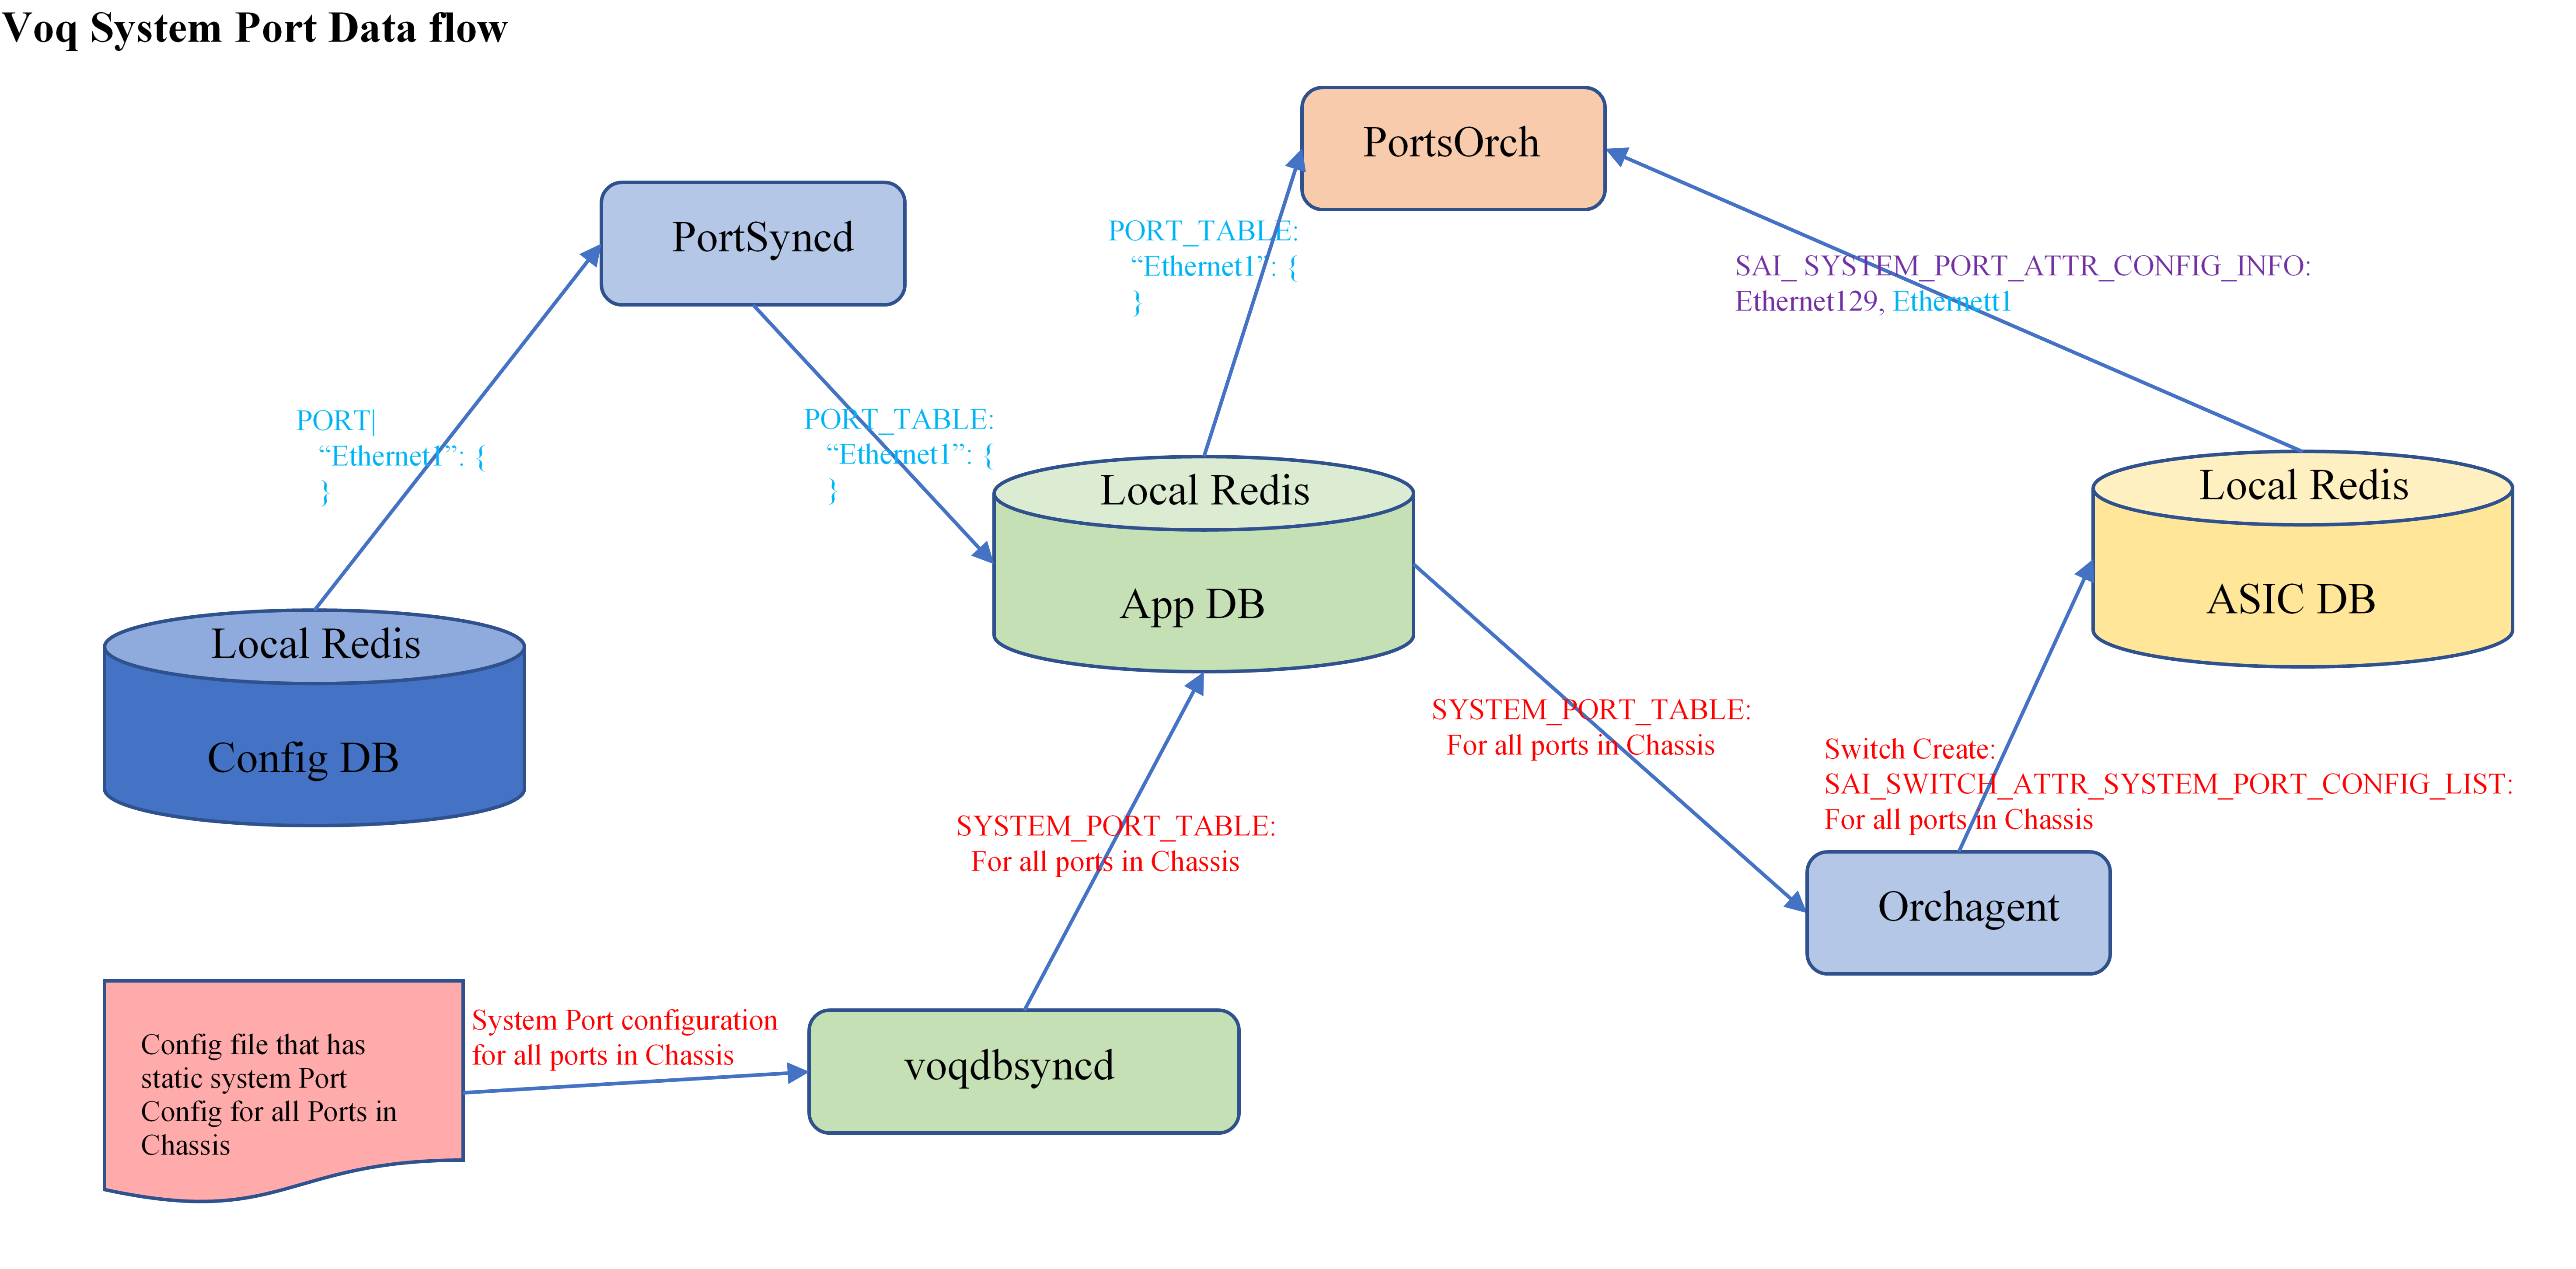 Voq System Port Data flow
PortsOrch
PortSyncd
PORT_TABLE:
“Ethernet1”: {
}
SAI_ SYSTEM_PORT_ATTR_CONFIG_INFO:
Ethernet129, Ethernett1
PORT|
“Ethernet1”: {
}
PORT_TABLE:
“Ethernet1”: {
}
Local Redis
App DB
Local Redis
ASIC DB
Local Redis
Config DB
SYSTEM_PORT_TABLE:
For all ports in Chassis
Switch Create:
SAI_SWITCH_ATTR_SYSTEM_PORT_CONFIG_LIST:
For all ports in Chassis
SYSTEM_PORT_TABLE:
For all ports in Chassis
Orchagent
Config file that has
static system Port
Config for all Ports in
Chassis
System Port configuration
for all ports in Chassis
voqdbsyncd